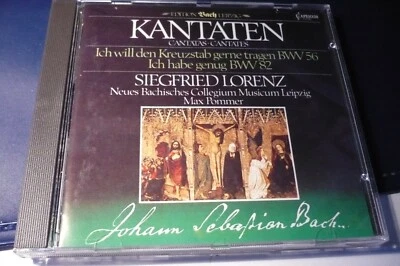 EDITION Bach LEIPZIG
CAPRICCIO
KANTATEN
CANTATAS · CANTATES
Ich will den Kreuzstab gerne tragen BWV 56
Ich habe genug BWV 82
SIEGFRIED LORENZ
Neues Bachisches Collegium Musicum Leipzig
Max Pommer
Johann Sebastian Bach.